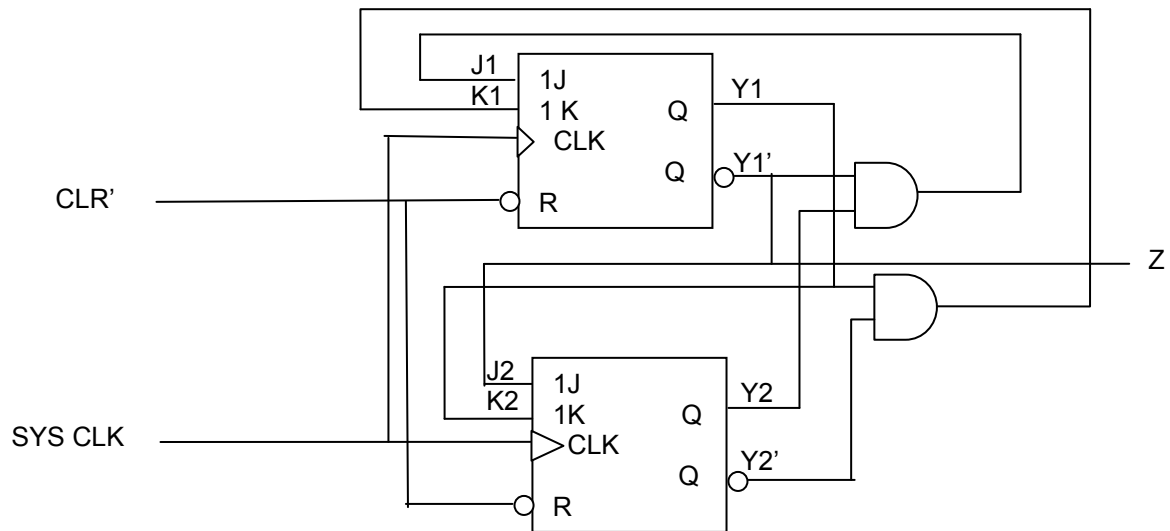 J1
1J
K1
1 K
Q
Y1
CLK
Q
Y1’
CLR’
R
Z
J2
1J
K2
1K
Q
Y2
SYS CLK
CLK
Q
Y2’
R